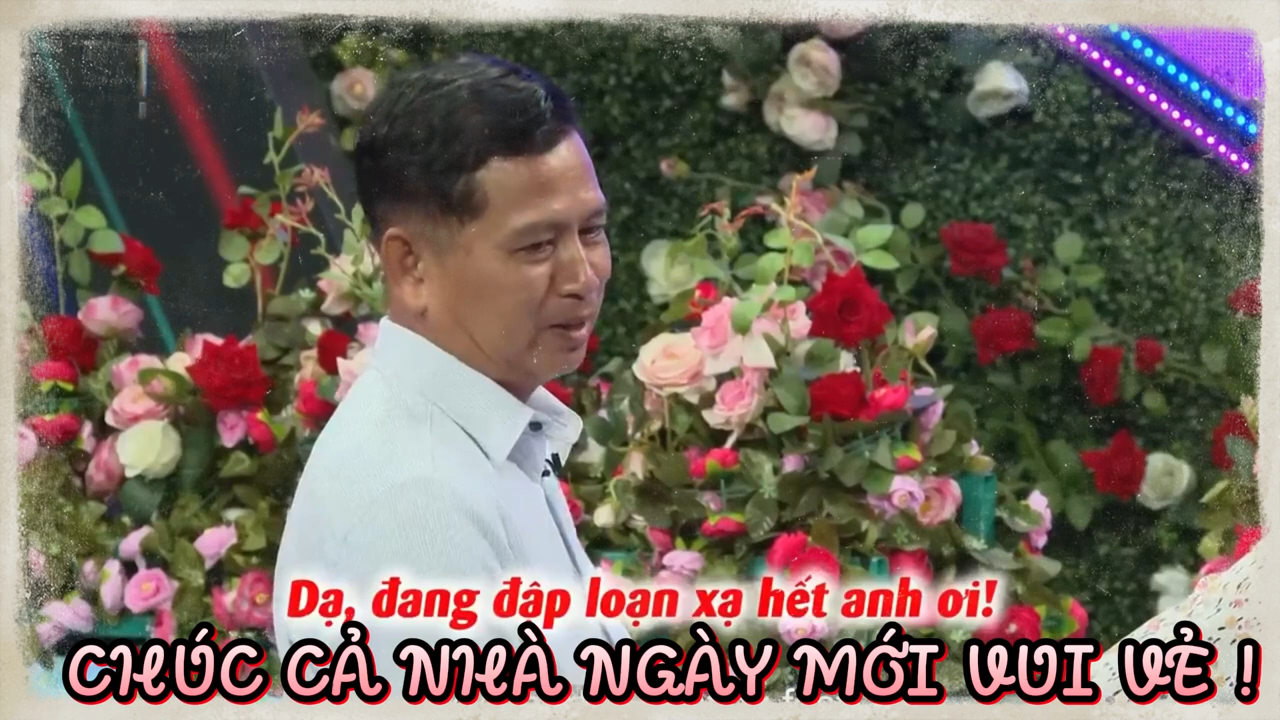 Dạ, đang đập loạn xạ hết anh ơi!
CHÚC CẢ NHÀ NGÀY MỚI VUI VẺ !